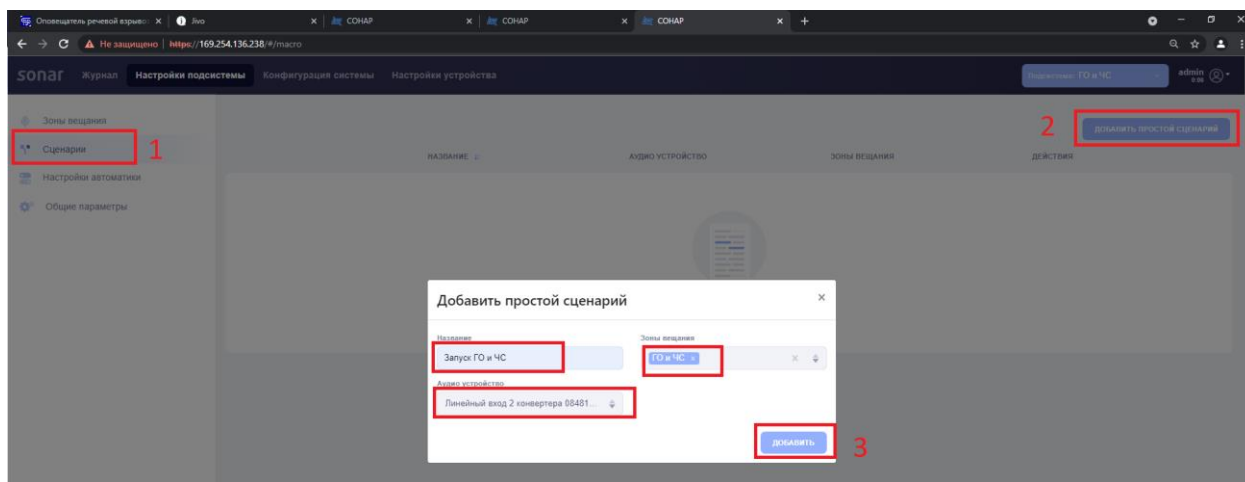 Оповещатель речевой взрыво: Jivo СОНАР СОНАР СОНАР
Не защищено https://169.254.136.238/#/macro
sonar Журнал Настройки подсистемы Конфигурация системы Настройки устройства Подсистема: ГО и ЧС admin
Зоны вещания
2 ДОБАВИТЬ ПРОСТОЙ СЦЕНАРИЙ
Сценарии 1
НАЗВАНИЕ АУДИО УСТРОЙСТВО ЗОНЫ ВЕЩАНИЯ ДЕЙСТВИЯ
Настройки автоматики
Общие параметры
Добавить простой сценарий
Название Зоны вещания
Запуск ГО и ЧС ГО и ЧС
Аудио устройство
Линейный вход 2 конвертера 08481...
ДОБАВИТЬ 3